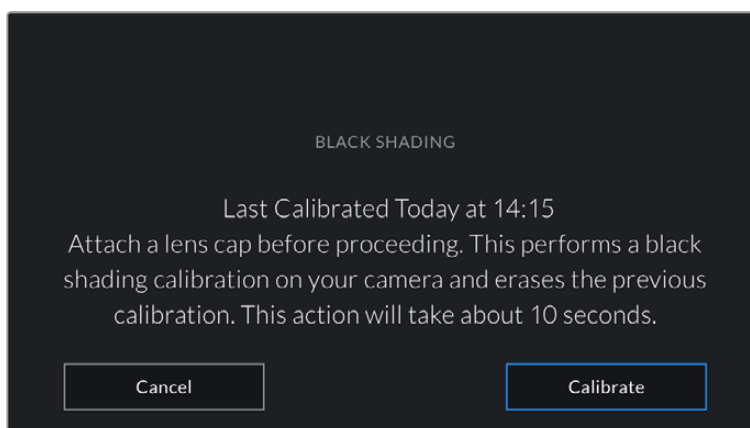 BLACK SHADING
Last Calibrated Today at 14:15
Attach a lens cap before proceeding. This performs a black
shading calibration on your camera and erases the previous
calibration. This action will take about 10 seconds.
Cancel
Calibrate